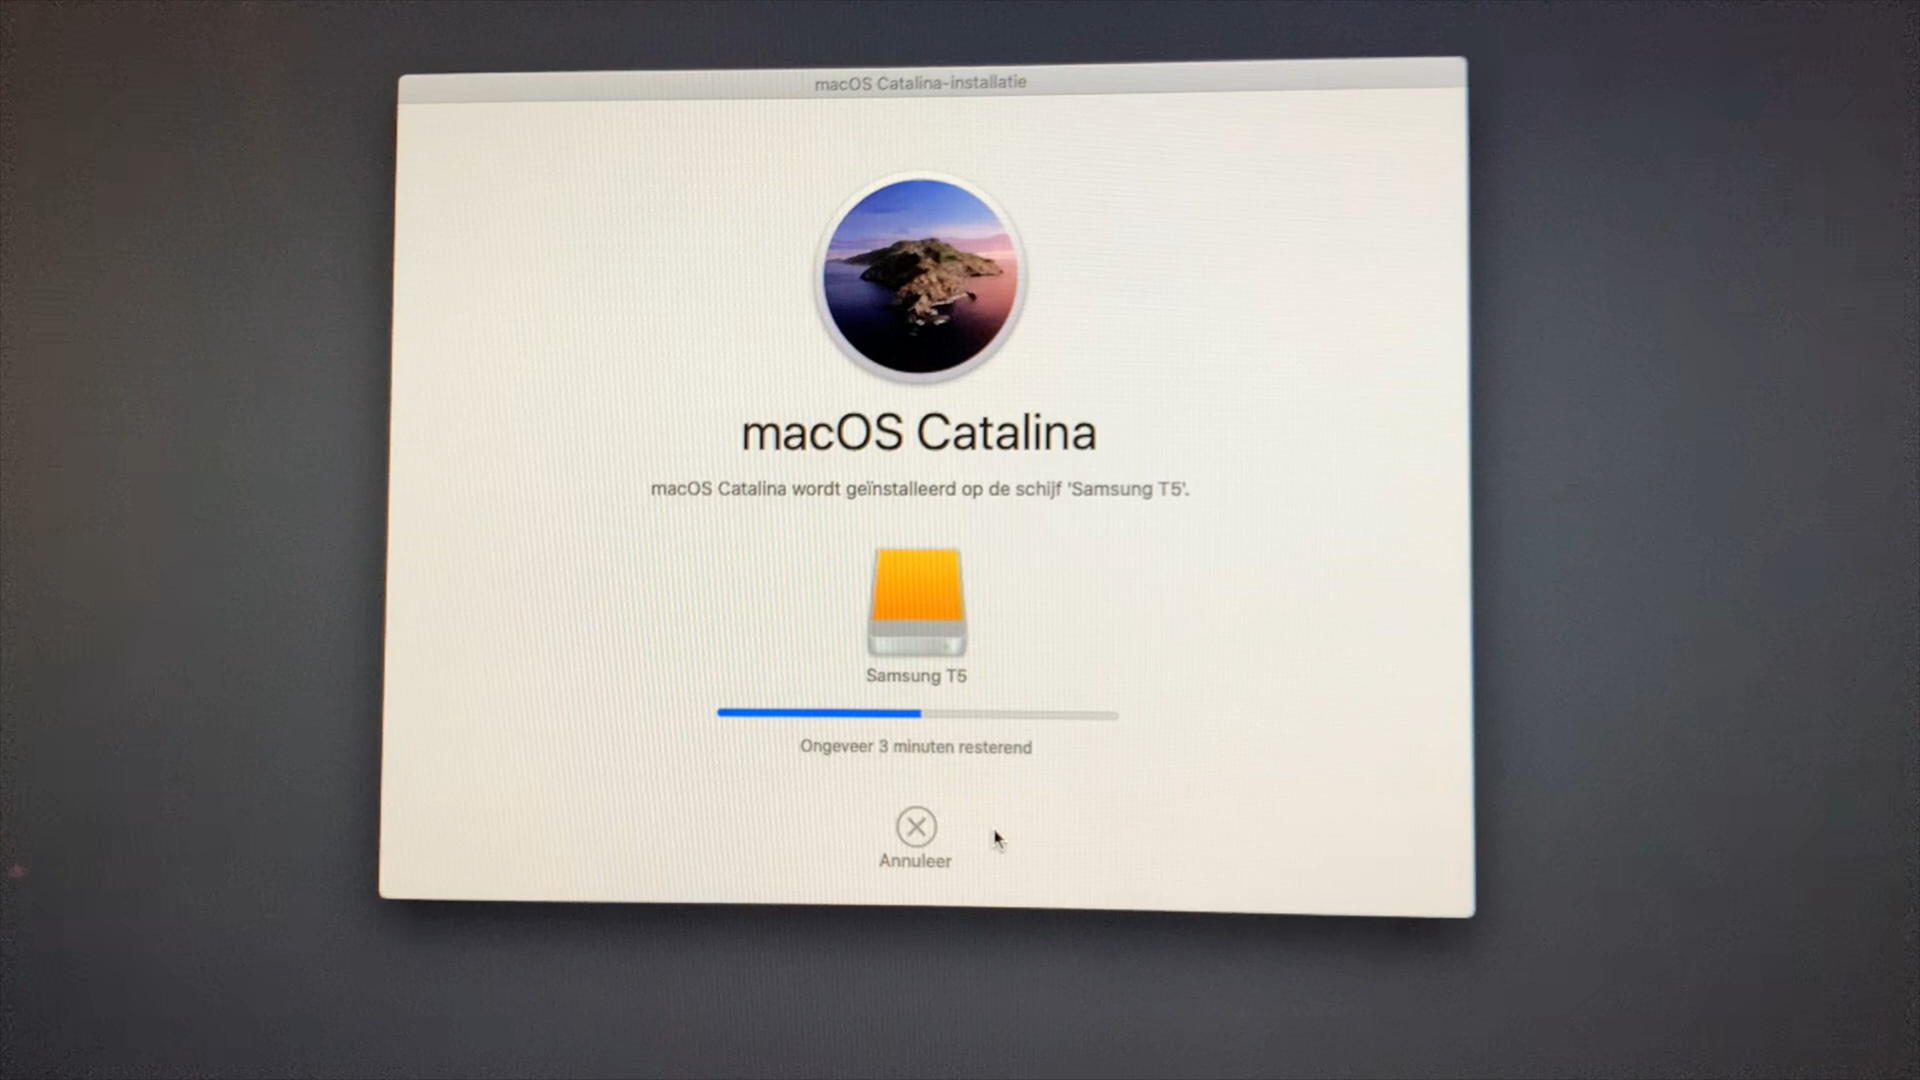 macOS Catalina-installatie
macOS Catalina
macOS Catalina wordt geïnstalleerd op de schijf 'Samsung T5'.
Samsung T5
Ongeveer 3 minuten resterend
Annuleer